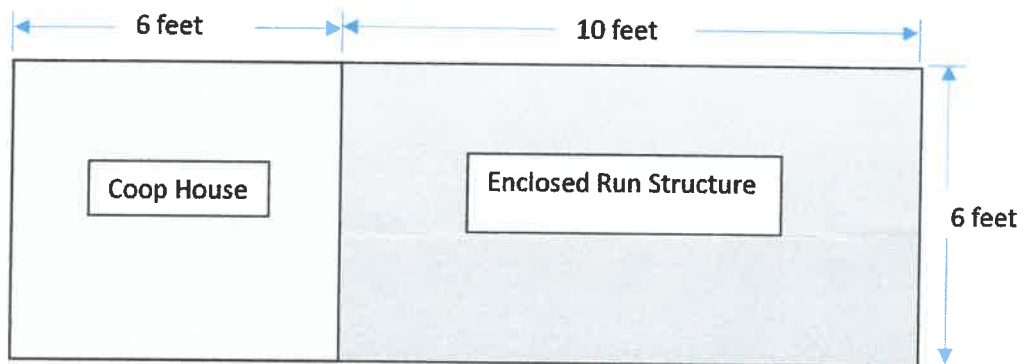 6 feet
10 feet
Coop House
Enclosed Run Structure
6 feet